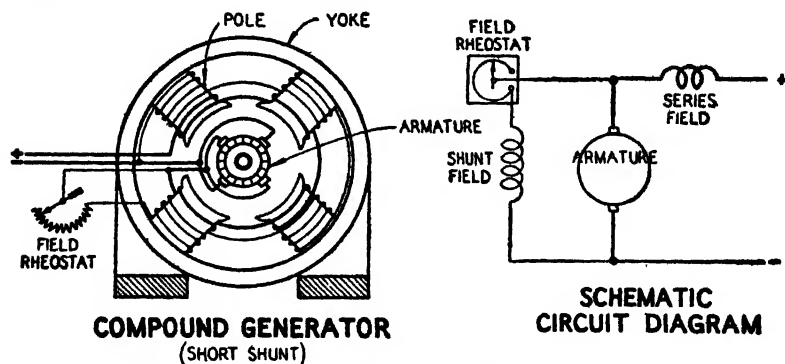 POLE
YOKE
ARMATURE
+
-
FIELD
RHEOSTAT
COMPOUND GENERATOR
(SHORT SHUNT)
FIELD
RHEOSTAT
SERIES
FIELD
+
SHUNT
FIELD
ARMATURE
-
SCHEMATIC
CIRCUIT DIAGRAM